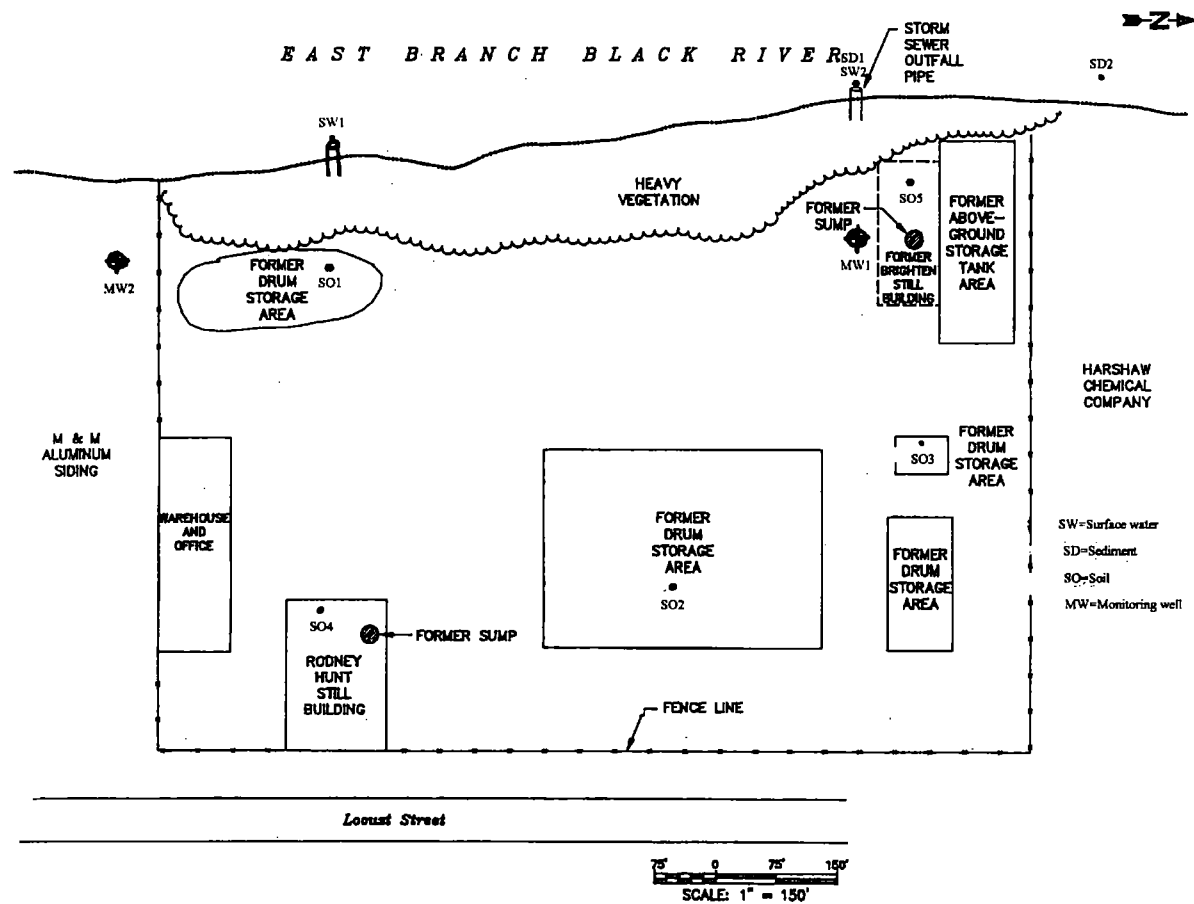 Z
STORM
SEWER
OUTFALL
PIPE
EAST BRANCH BLACK RIVER
SD1
SW2
SD2
SW1
HEAVY
VEGETATION
FORMER
SUMP
SO5
FORMER
ABOVE-
GROUND
STORAGE
TANK
AREA
MW1
FORMER
BRIGHTEN
STILL
BUILDING
MW2
FORMER
DRUM
STORAGE
AREA
SO1
HARSHAW
CHEMICAL
COMPANY
M & M
ALUMINUM
SIDING
SO3
FORMER
DRUM
STORAGE
AREA
WAREHOUSE
AND
OFFICE
FORMER
DRUM
STORAGE
AREA
SO2
FORMER
DRUM
STORAGE
AREA
SW=Surface water
SD=Sediment
SO=Soil
MW=Monitoring well
SO4
FORMER SUMP
RODNEY
HUNT
STILL
BUILDING
FENCE LINE
Locust Street
75' 0 75' 150'
SCALE: 1" = 150'